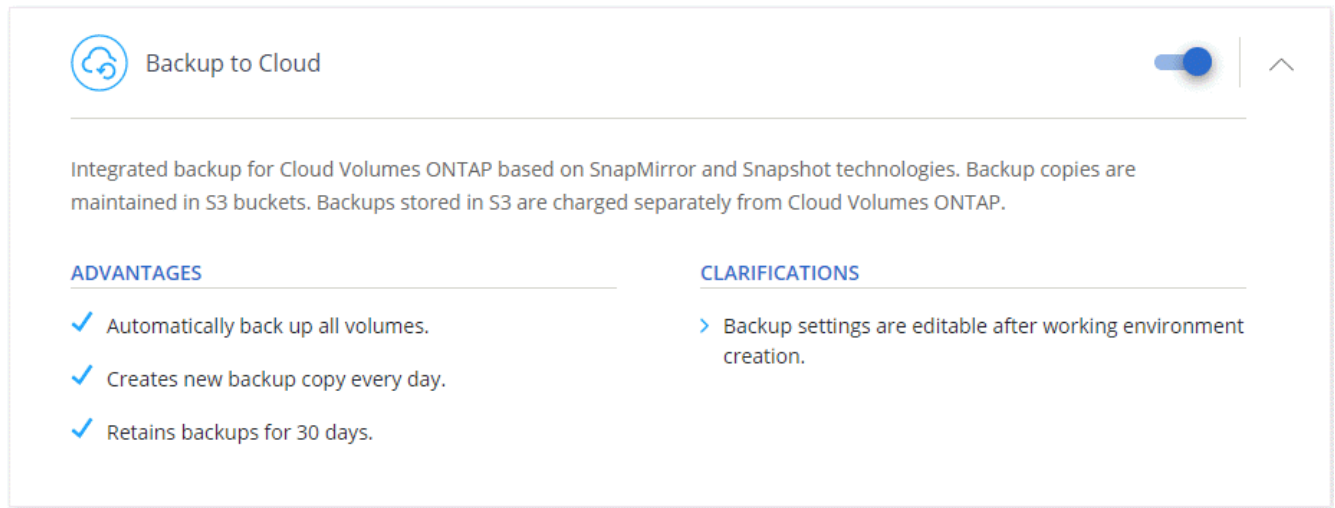 Backup to Cloud
Integrated backup for Cloud Volumes ONTAP based on SnapMirror and Snapshot technologies. Backup copies are
maintained in S3 buckets. Backups stored in S3 are charged separately from Cloud Volumes ONTAP.
ADVANTAGES
Automatically back up all volumes.
Creates new backup copy every day.
Retains backups for 30 days.
CLARIFICATIONS
Backup settings are editable after working environment
creation.